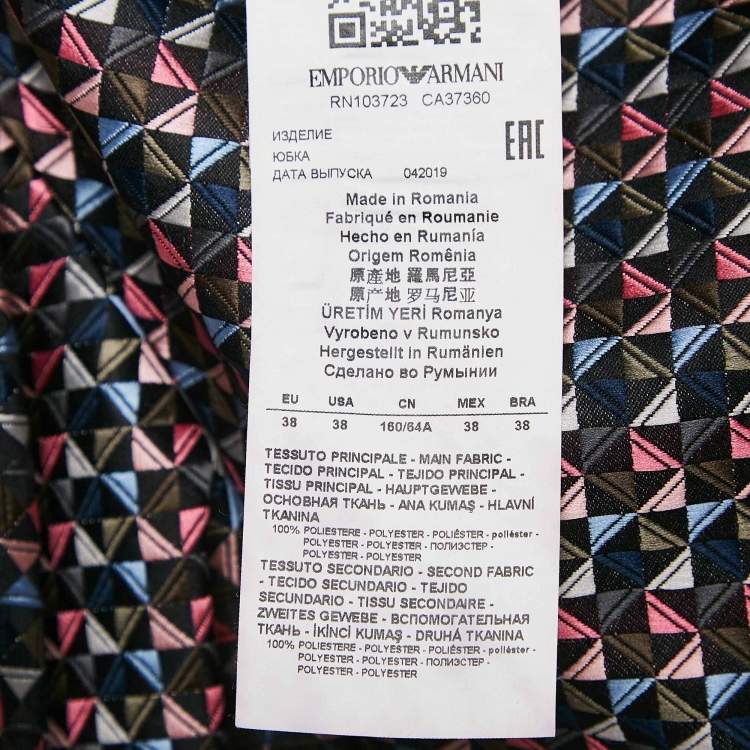 EMPORIO ARMANI
RN103723 CA37360
EAC
ИЗДЕЛИЕ
ЮБКА
ДАТА ВЫПУСКА 042019
Made in Romania
Fabriqué en Roumanie
Hecho en Rumanía
Origem Romênia
原產地 羅馬尼亞
原产地 罗马尼亚
ÜRETİM YERİ Romanya
Vyrobeno v Rumunsko
Hergestellt in Rumänien
Сделано во Румынии
EU USA CN MEX BRA
38 38 160/64A 38 38
TESSUTO PRINCIPALE - MAIN FABRIC -
TECIDO PRINCIPAL - TEJIDO PRINCIPAL -
TISSU PRINCIPAL - HAUPTGEWEBE -
ОСНОВНАЯ ТКАНЬ - ANA KUMAŞ - HLAVNÍ
TKANINA
100% POLIESTERE - POLYESTER - POLIÉSTER - poliéster -
POLYESTER - POLYESTER - ПОЛИЭСТЕР -
POLYESTER - POLYESTER
TESSUTO SECONDARIO - SECOND FABRIC
- TECIDO SECUNDARIO - TEJIDO
SECUNDARIO - TISSU SECONDAIRE -
ZWEITES GEWEBE - ВСПОМОГАТЕЛЬНАЯ
ТКАНЬ - İKİNCİ KUMAŞ - DRUHÁ TKANINA
100% POLIESTERE - POLYESTER - POLIÉSTER - poliéster -
POLYESTER - POLYESTER - ПОЛИЭСТЕР -
POLYESTER - POLYESTER